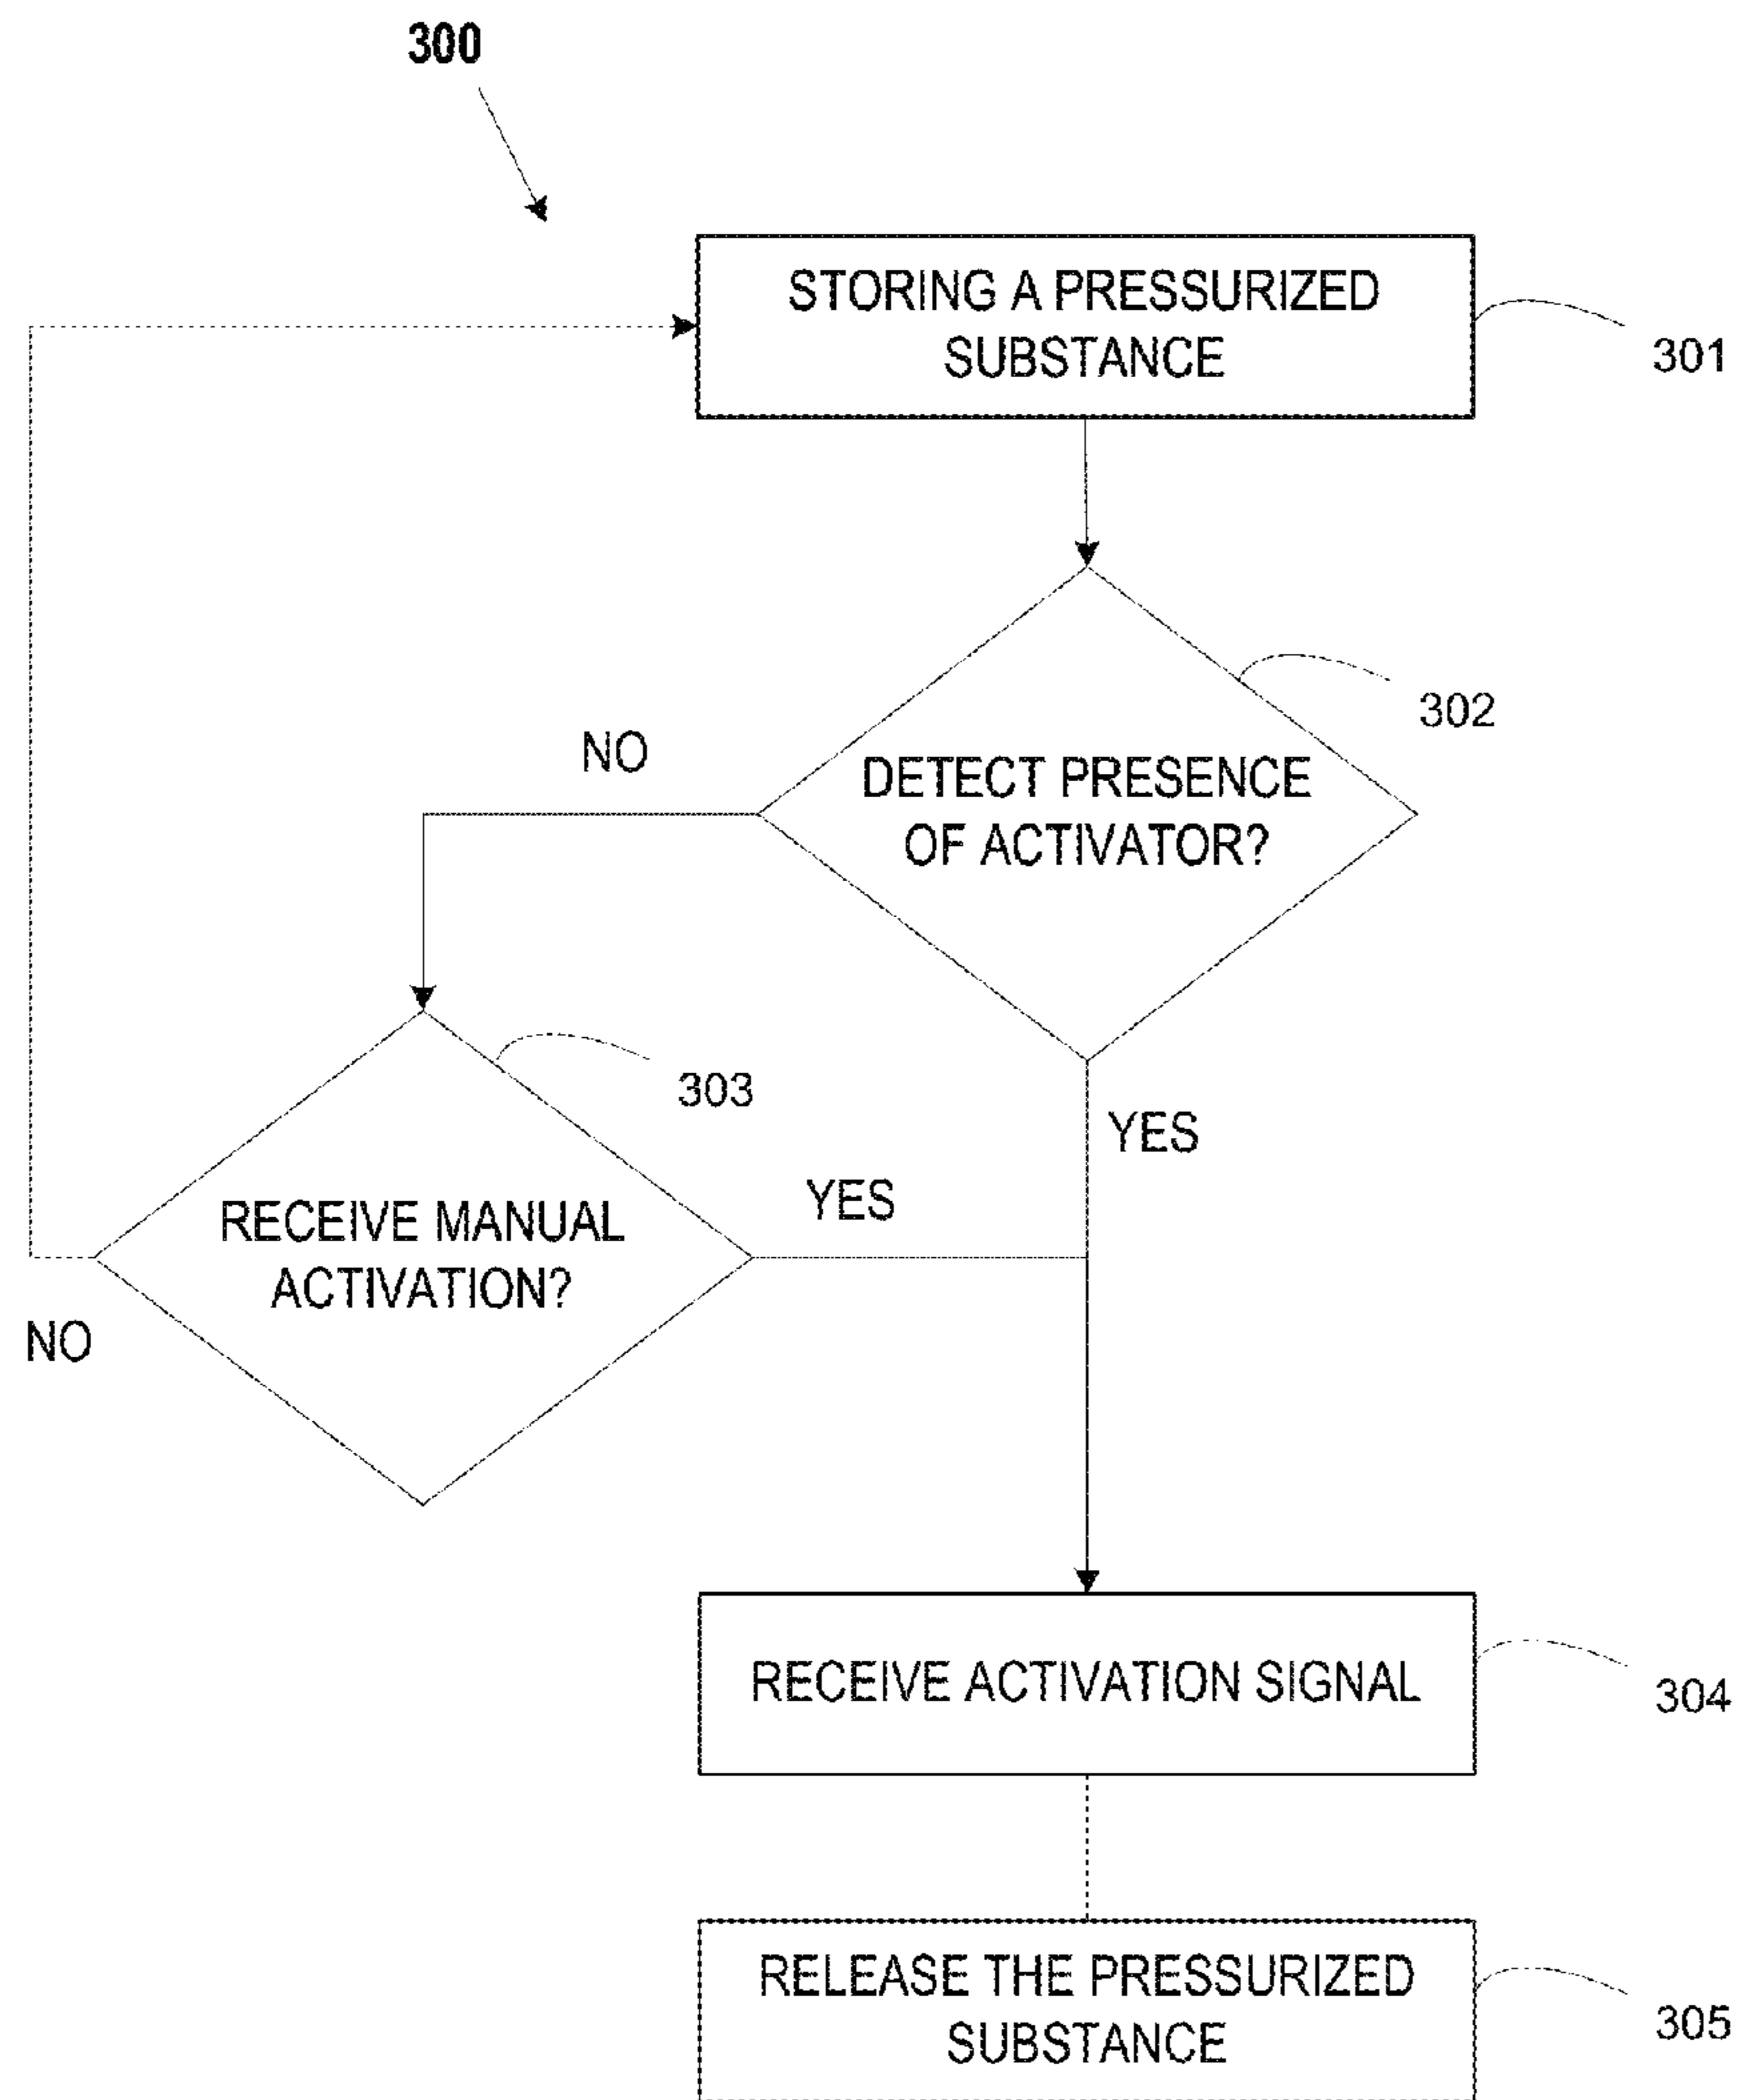 300
STORING A PRESSURIZED
SUBSTANCE
301
302
NO
DETECT PRESENCE
OF ACTIVATOR?
303
YES
YES
RECEIVE MANUAL
ACTIVATION?
NO
RECEIVE ACTIVATION SIGNAL
304
RELEASE THE PRESSURIZED
SUBSTANCE
305